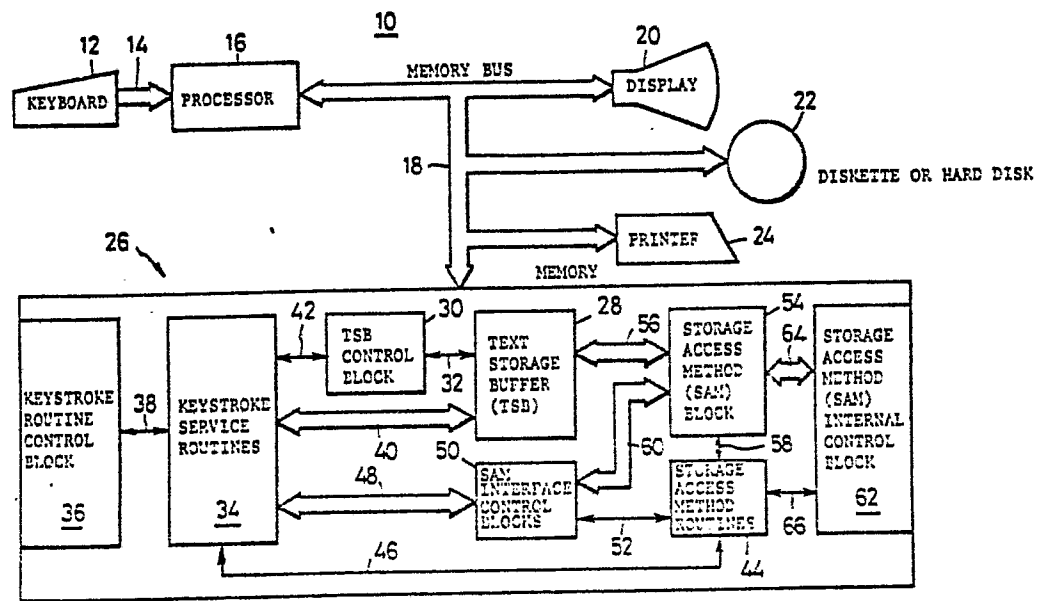 10
12
14
16
20
KEYBOARD
PROCESSOR
MEMORY BUS
DISPLAY
22
18
DISKETTE OR HARD DISK
PRINTER
24
26
MEMORY
42
30
28
56
54
64
TSB
CONTROL
BLOCK
32
TEXT
STORAGE
BUFFER
(TSB)
STORAGE
ACCESS
METHOD
(SAM)
BLOCK
STORAGE
ACCESS
METHOD
(SAM)
INTERNAL
CONTROL
BLOCK
62
KEYSTROKE
ROUTINE
CONTROL
BLOCK
36
38
KEYSTROKE
SERVICE
ROUTINES
34
40
48
50
60
58
SAM
INTERFACE
CONTROL
BLOCKS
52
STORAGE
ACCESS
METHOD
ROUTINES
66
46
44